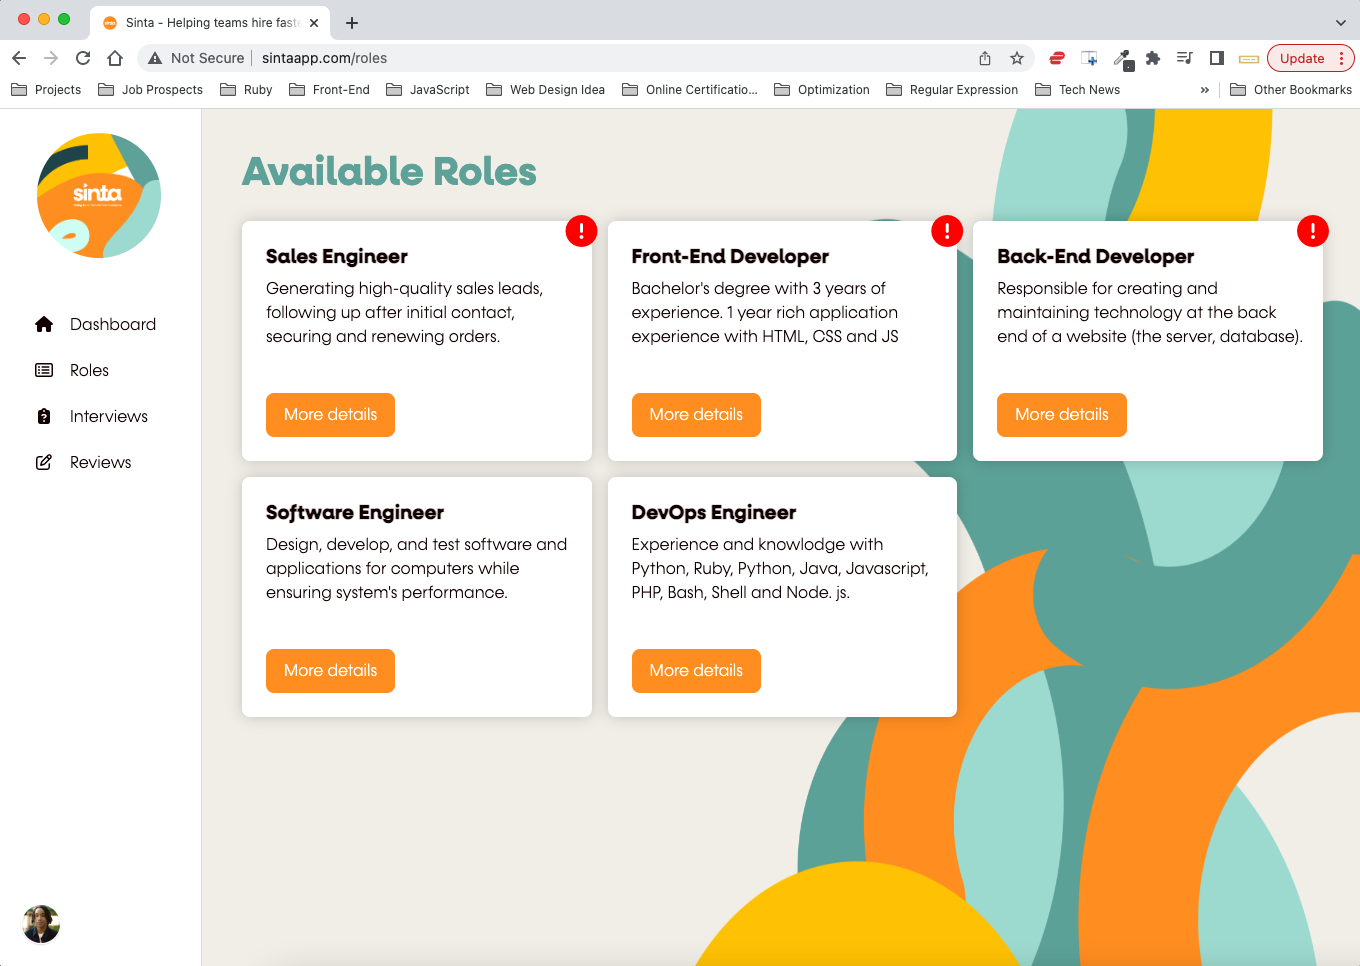 Sinta - Helping teams hire faste
Not Secure
sintaapp.com/roles
Update
Projects
Job Prospects
Ruby
Front-End
JavaScript
Web Design Idea
Online Certificatio...
Optimization
Regular Expression
Tech News
»
Other Bookmarks
sinta
Dashboard
Roles
Interviews
Reviews
Available Roles
!
Sales Engineer
Generating high-quality sales leads,
following up after initial contact,
securing and renewing orders.
More details
!
Front-End Developer
Bachelor's degree with 3 years of
experience. 1 year rich application
experience with HTML, CSS and JS
More details
!
Back-End Developer
Responsible for creating and
maintaining technology at the back
end of a website (the server, database).
More details
Software Engineer
Design, develop, and test software and
applications for computers while
ensuring system's performance.
More details
DevOps Engineer
Experience and knowlodge with
Python, Ruby, Python, Java, Javascript,
PHP, Bash, Shell and Node. js.
More details